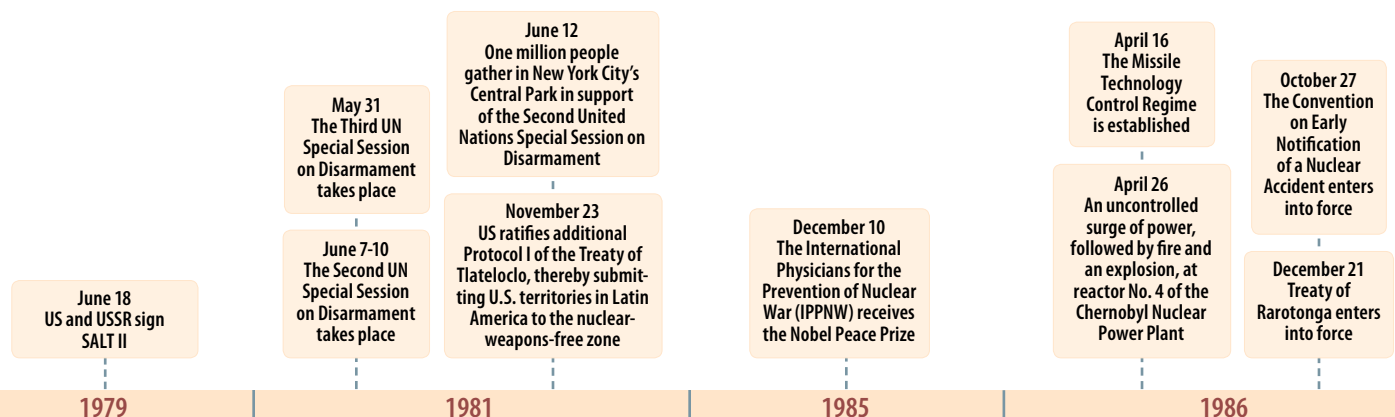 June 18
US and USSR sign
SALT II
May 31
The Third UN
Special Session
on Disarmament
takes place
June 7-10
The Second UN
Special Session
on Disarmament
takes place
June 12
One million people
gather in New York City's
Central Park in support
of the Second United
Nations Special Session on
Disarmament
November 23
US ratifies additional
Protocol I of the Treaty of
Tlateloclo, thereby submit-
ting U.S. territories in Latin
America to the nuclear-
weapons-free zone
December 10
The International
Physicians for the
Prevention of Nuclear
War (IPPNW) receives
the Nobel Peace Prize
April 16
The Missile
Technology
Control Regime
is established
April 26
An uncontrolled
surge of power,
followed by fire and
an explosion, at
reactor No. 4 of the
Chernobyl Nuclear
Power Plant
October 27
The Convention
on Early
Notification
of a Nuclear
Accident enters
into force
December 21
Treaty of
Rarotonga enters
into force
1979
1981
1985
1986